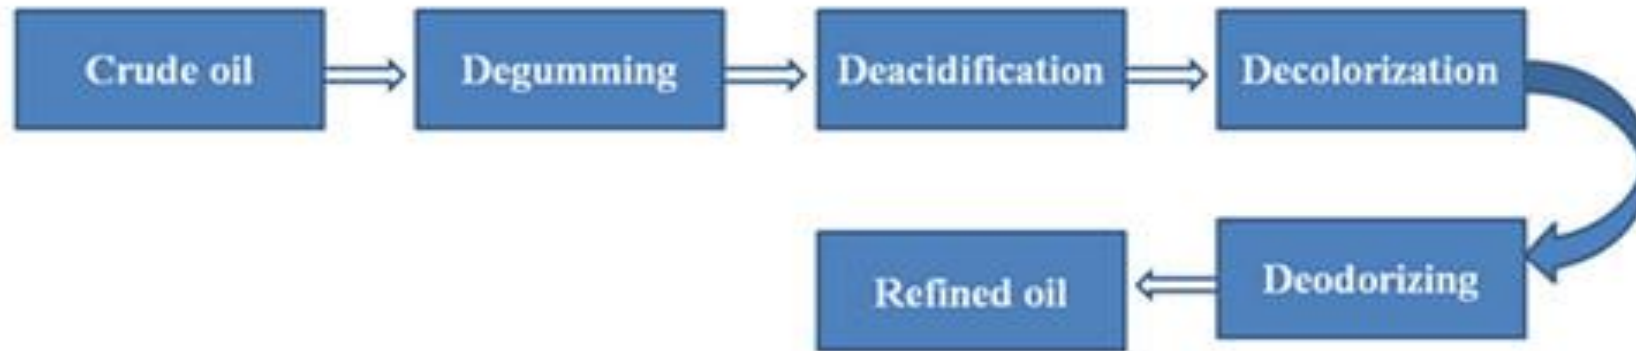 Crude oil
Degumming
Deacidification
Decolorization
Deodorizing
Refined oil